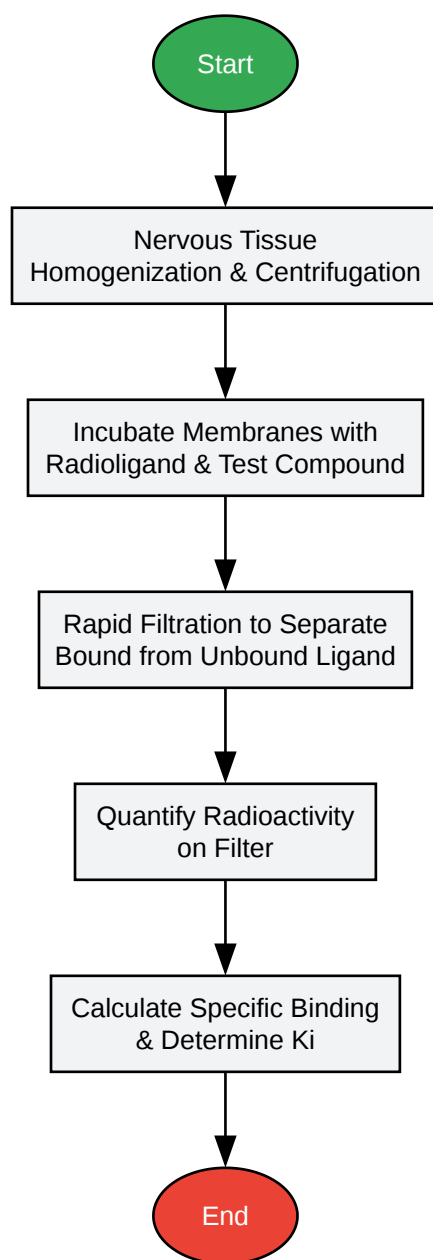 Start
Nervous Tissue
Homogenization & Centrifugation
Incubate Membranes with
Radioligand & Test Compound
Rapid Filtration to Separate
Bound from Unbound Ligand
Quantify Radioactivity
on Filter
Calculate Specific Binding
& Determine Ki
End